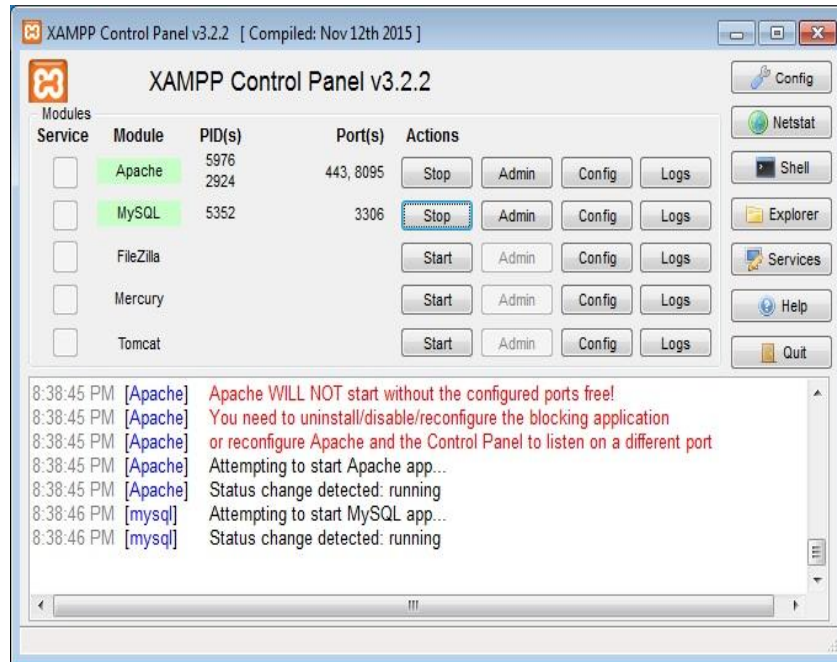 XAMPP Control Panel v3.2.2 [ Compiled: Nov 12th 2015 ]
XAMPP Control Panel v3.2.2
Config
Modules
Netstat
Service Module PID(s) Port(s) Actions
Apache 5976 443, 8095 Stop Admin Config Logs Shell
2924
MySQL 5352 3306 Stop Admin Config Logs Explorer
FileZilla Start Admin Config Logs Services
Mercury Start Admin Config Logs Help
Tomcat Start Admin Config Logs Quit
8:38:45 PM [Apache] Apache WILL NOT start without the configured ports free!
8:38:45 PM [Apache] You need to uninstall/disable/reconfigure the blocking application
8:38:45 PM [Apache] or reconfigure Apache and the Control Panel to listen on a different port
8:38:45 PM [Apache] Attempting to start Apache app...
8:38:45 PM [Apache] Status change detected: running
8:38:46 PM [mysql] Attempting to start MySQL app...
8:38:46 PM [mysql] Status change detected: running